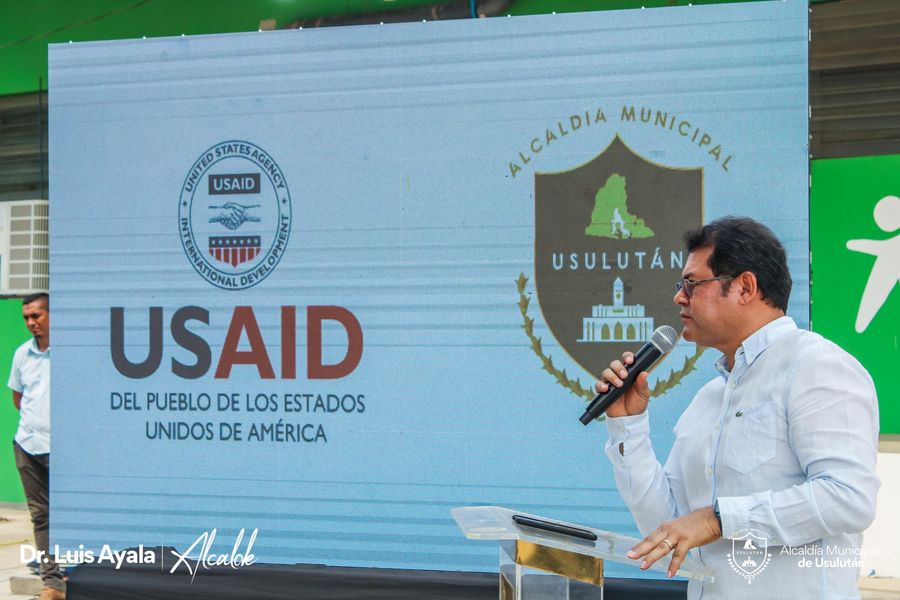 UNITED STATES AGENCY
USAID
INTERNATIONAL DEVELOPMENT
USAID
DEL PUEBLO DE LOS ESTADOS
UNIDOS DE AMÉRICA
ALCALDIA MUNICIPAL
USULUTÁN
Dr. Luis Ayala
Alcalde
Alcaldía Municipal
de Usulután